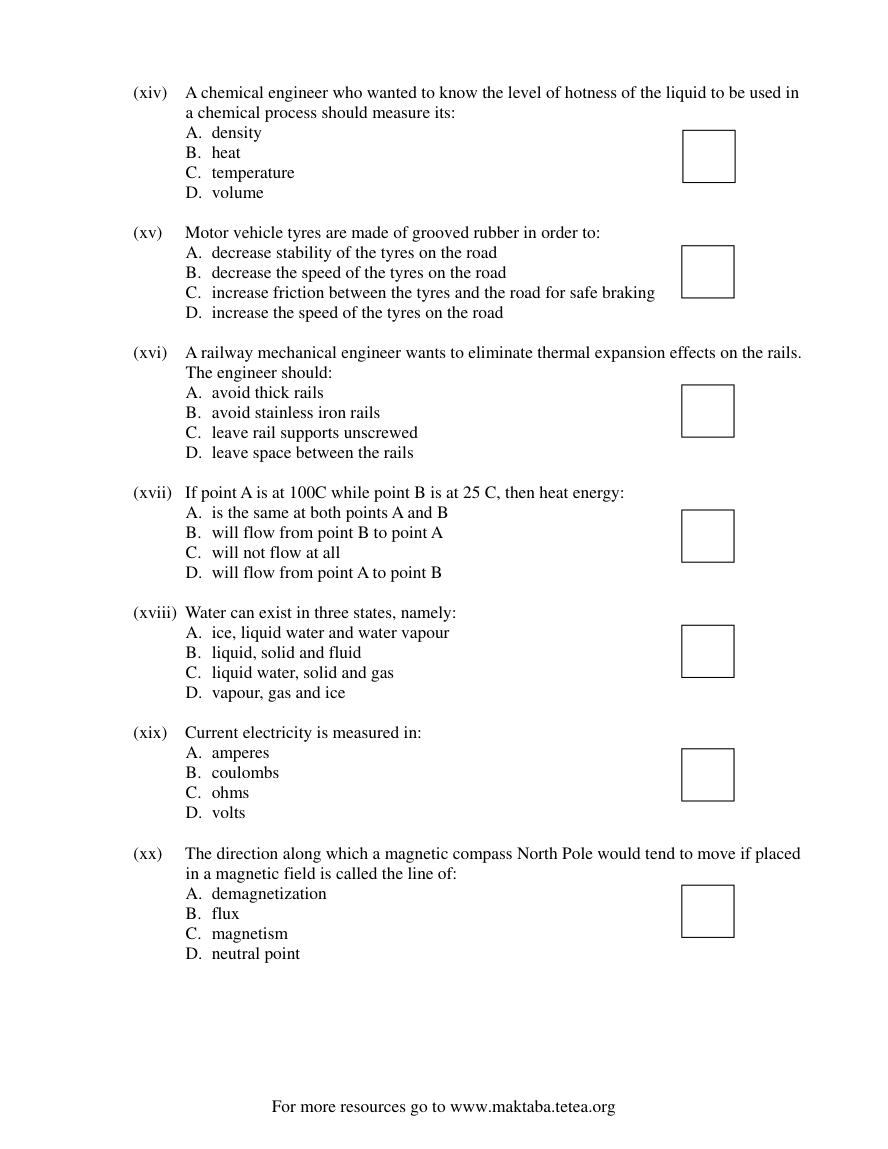 (xiv) A chemical engineer who wanted to know the level of hotness of the liquid to be used in
a chemical process should measure its:
A. density
B. heat
C. temperature
D. volume
(xv) Motor vehicle tyres are made of grooved rubber in order to:
A. decrease stability of the tyres on the road
B. decrease the speed of the tyres on the road
C. increase friction between the tyres and the road for safe braking
D. increase the speed of the tyres on the road
(xvi) A railway mechanical engineer wants to eliminate thermal expansion effects on the rails.
The engineer should:
A. avoid thick rails
B. avoid stainless iron rails
C. leave rail supports unscrewed
D. leave space between the rails
(xvii) If point A is at 100C while point B is at 25 C, then heat energy:
A. is the same at both points A and B
B. will flow from point B to point A
C. will not flow at all
D. will flow from point A to point B
(xviii) Water can exist in three states, namely:
A. ice, liquid water and water vapour
B. liquid, solid and fluid
C. liquid water, solid and gas
D. vapour, gas and ice
(xix) Current electricity is measured in:
A. amperes
B. coulombs
C. ohms
D. volts
(xx) The direction along which a magnetic compass North Pole would tend to move if placed
in a magnetic field is called the line of:
A. demagnetization
B. flux
C. magnetism
D. neutral point
For more resources go to www.maktaba.tetea.org